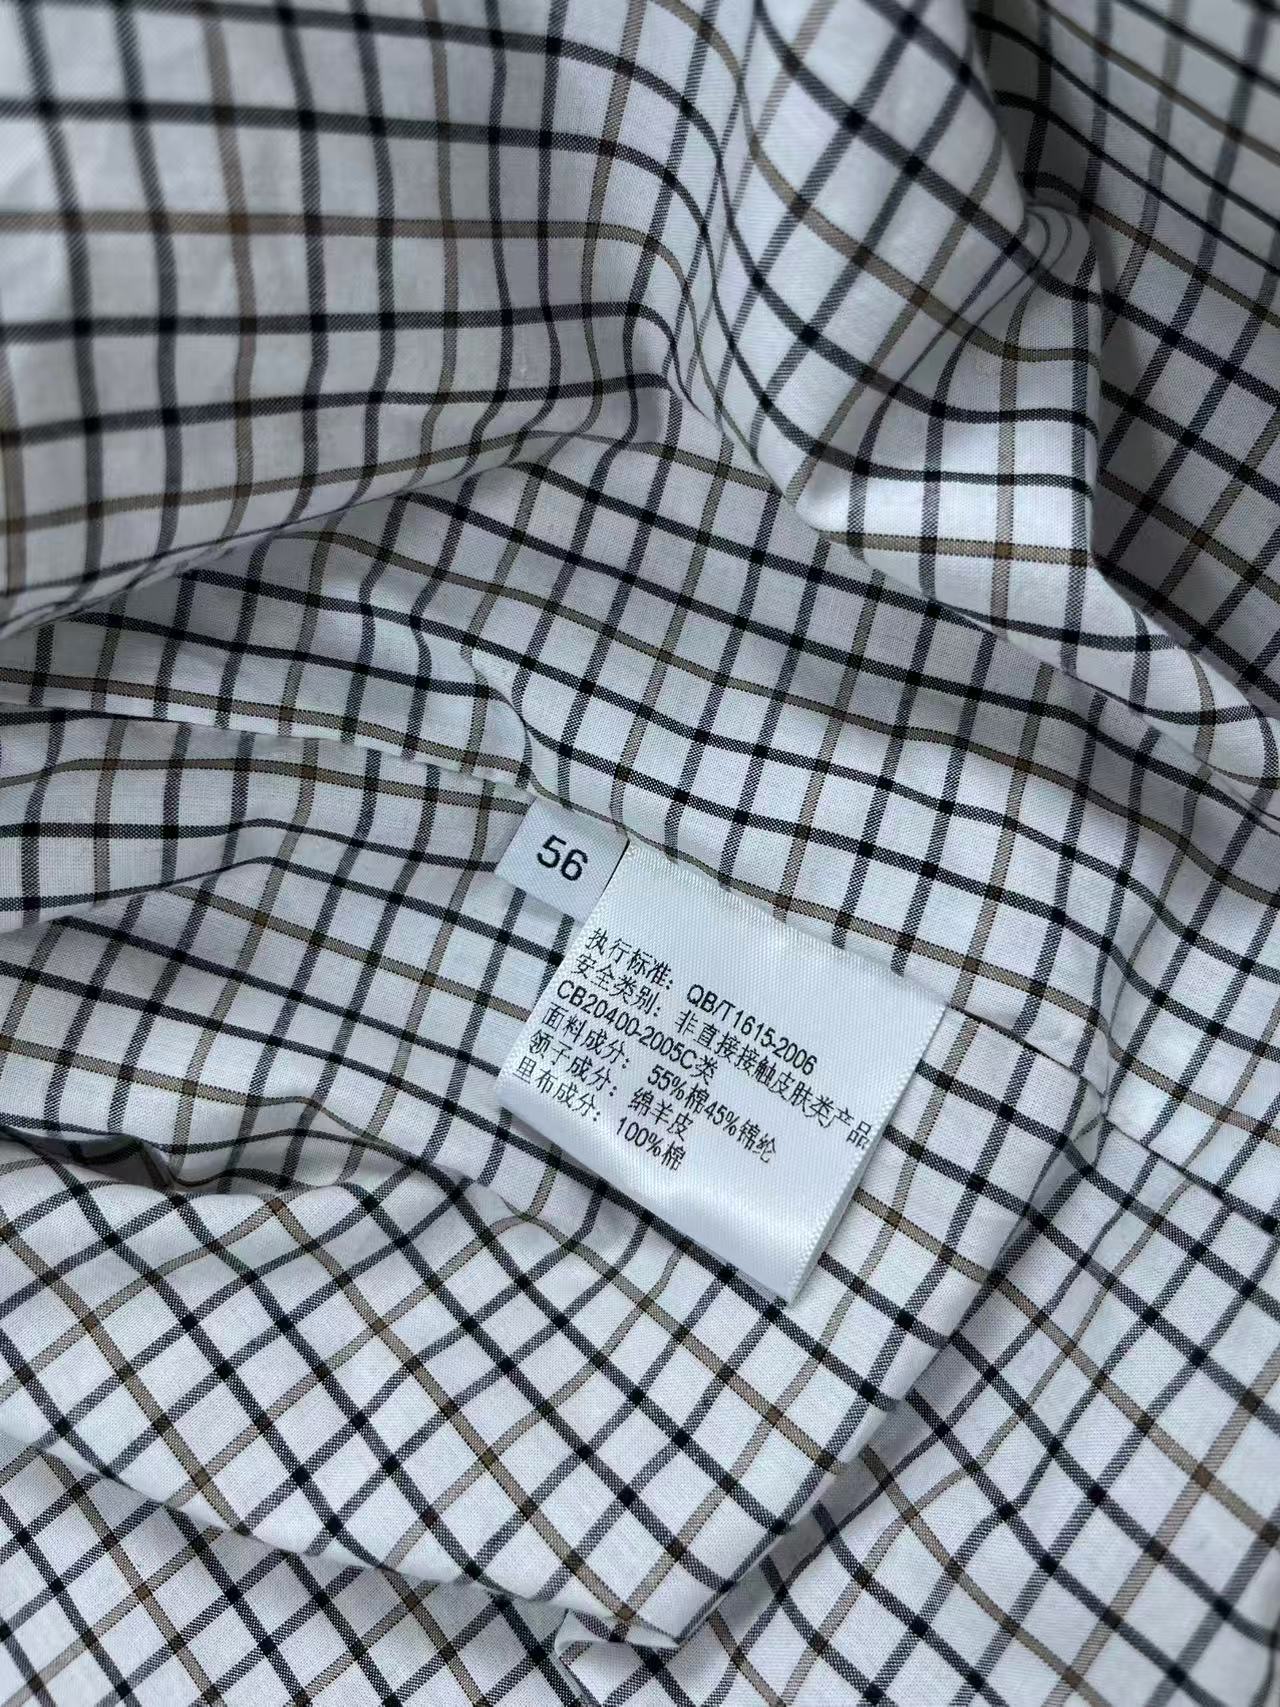 56
执行标准：QB/T1615-2006
安全类别：非直接接触皮肤类产品
CB20400-2005C类
面料成分：55%棉45%锦纶
领子成分：绵羊皮
里布成分：100%棉